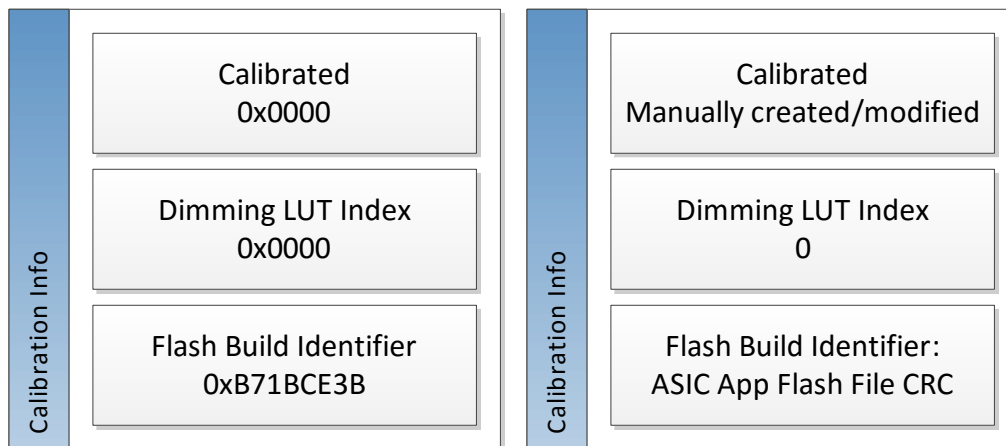 Calibration Info
Calibrated
0x0000
Dimming LUT Index
0x0000
Flash Build Identifier
0xB71BCE3B
Calibration Info
Calibrated
Manually created/modified
Dimming LUT Index
0
Flash Build Identifier:
ASIC App Flash File CRC